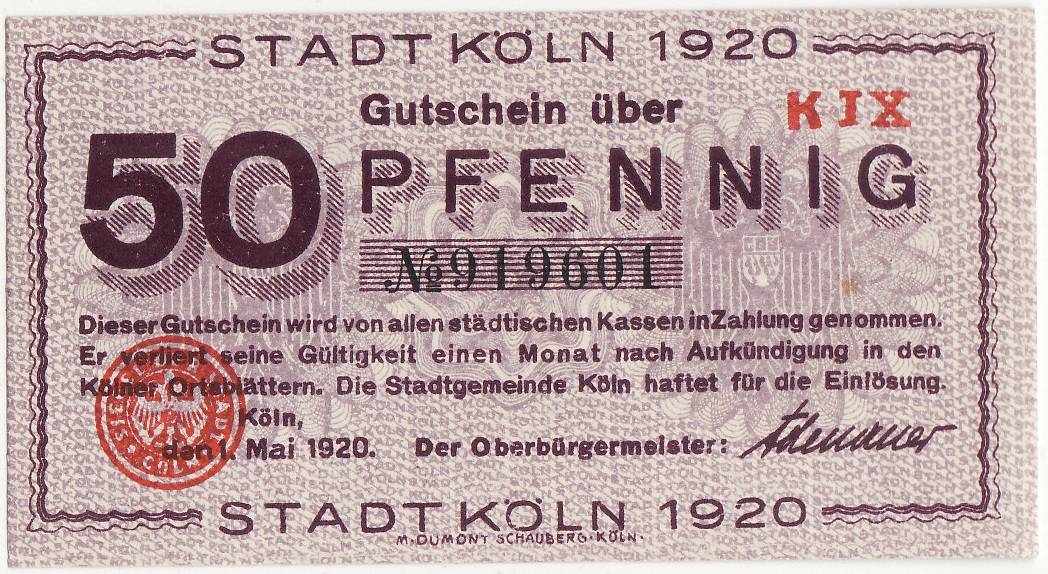 STADT KÖLN 1920
Gutschein über
KIX
50 PFENNIG
№ 919601
Dieser Gutschein wird von allen städtischen Kassen in Zahlung genommen.
Er verliert seine Gültigkeit einen Monat nach Aufkündigung in den
Kölner Ortsblättern. Die Stadtgemeinde Köln haftet für die Einlösung.
Köln,
den 1. Mai 1920. Der Oberbürgermeister: Adenauer
STADT KÖLN 1920
M·DUMONT SCHAUBERG·KÖLN·